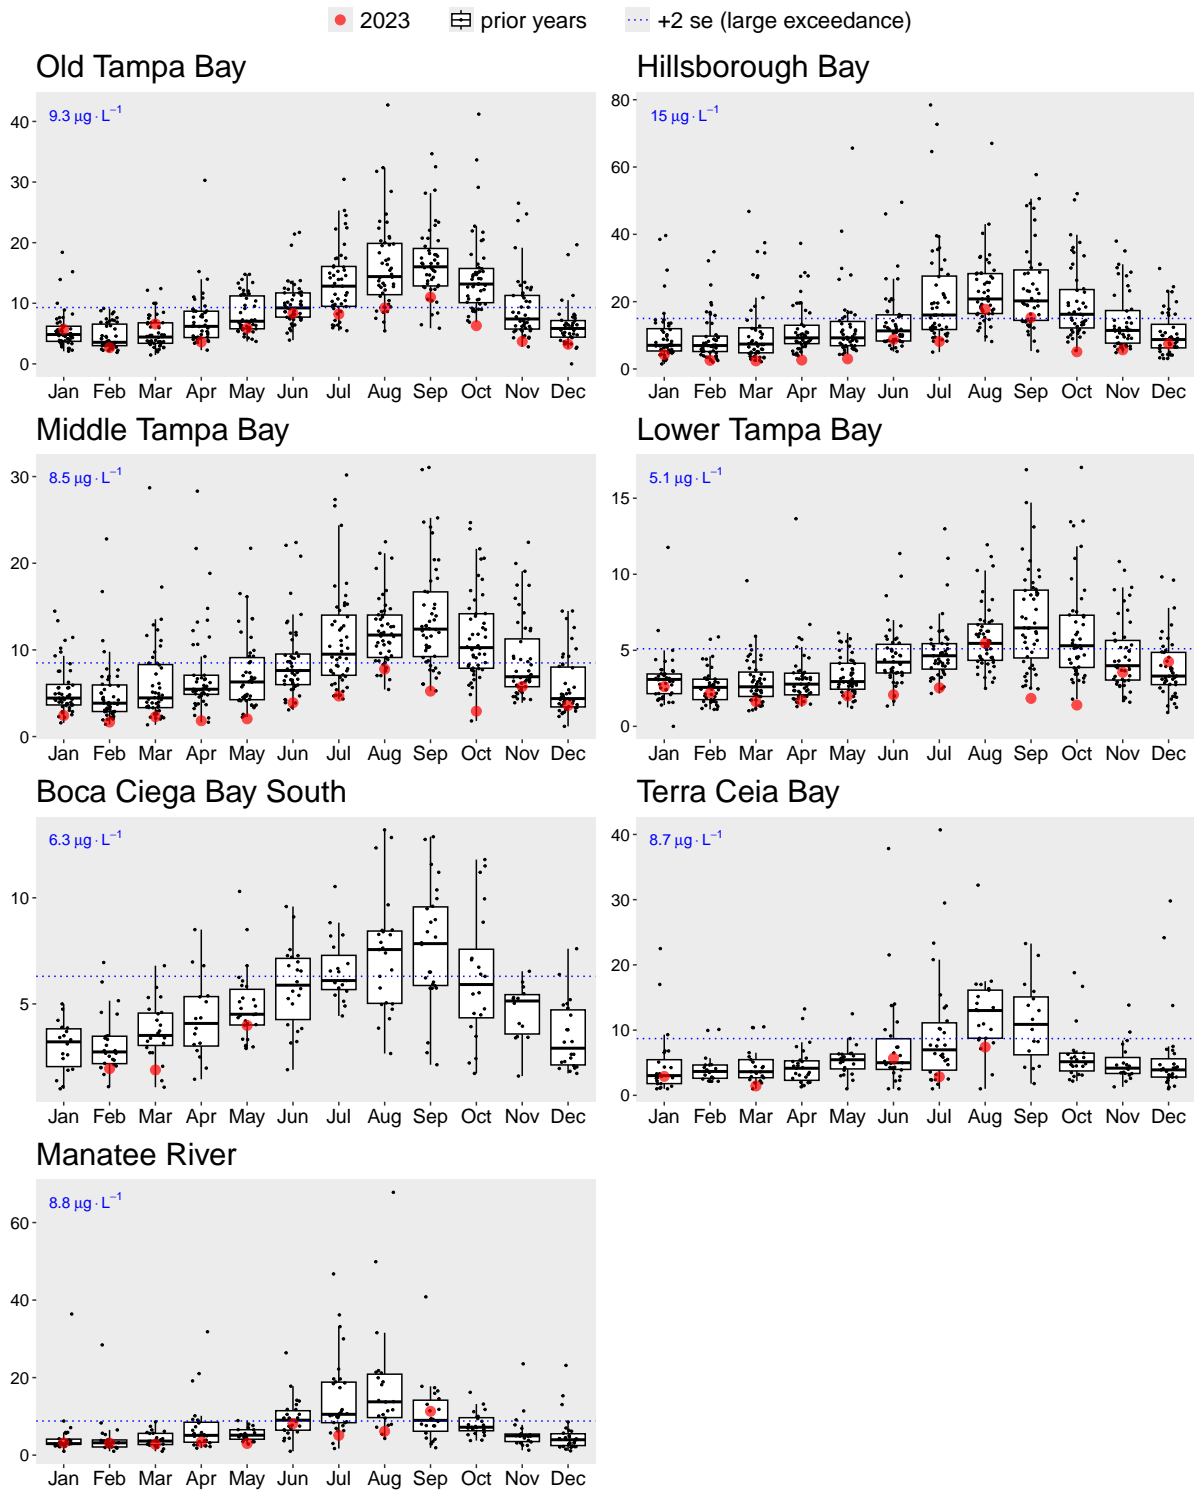 2023 prior years +2 se (large exceedance)
Old Tampa Bay
9.3 µg · L⁻¹
40
30
20
10
0
Jan Feb Mar Apr May Jun Jul Aug Sep Oct Nov Dec
Hillsborough Bay
15 µg · L⁻¹
80
60
40
20
0
Jan Feb Mar Apr May Jun Jul Aug Sep Oct Nov Dec
Middle Tampa Bay
8.5 µg · L⁻¹
30
20
10
0
Jan Feb Mar Apr May Jun Jul Aug Sep Oct Nov Dec
Lower Tampa Bay
5.1 µg · L⁻¹
15
10
5
0
Jan Feb Mar Apr May Jun Jul Aug Sep Oct Nov Dec
Boca Ciega Bay South
6.3 µg · L⁻¹
10
5
Jan Feb Mar Apr May Jun Jul Aug Sep Oct Nov Dec
Terra Ceia Bay
8.7 µg · L⁻¹
40
30
20
10
0
Jan Feb Mar Apr May Jun Jul Aug Sep Oct Nov Dec
Manatee River
8.8 µg · L⁻¹
60
40
20
0
Jan Feb Mar Apr May Jun Jul Aug Sep Oct Nov Dec